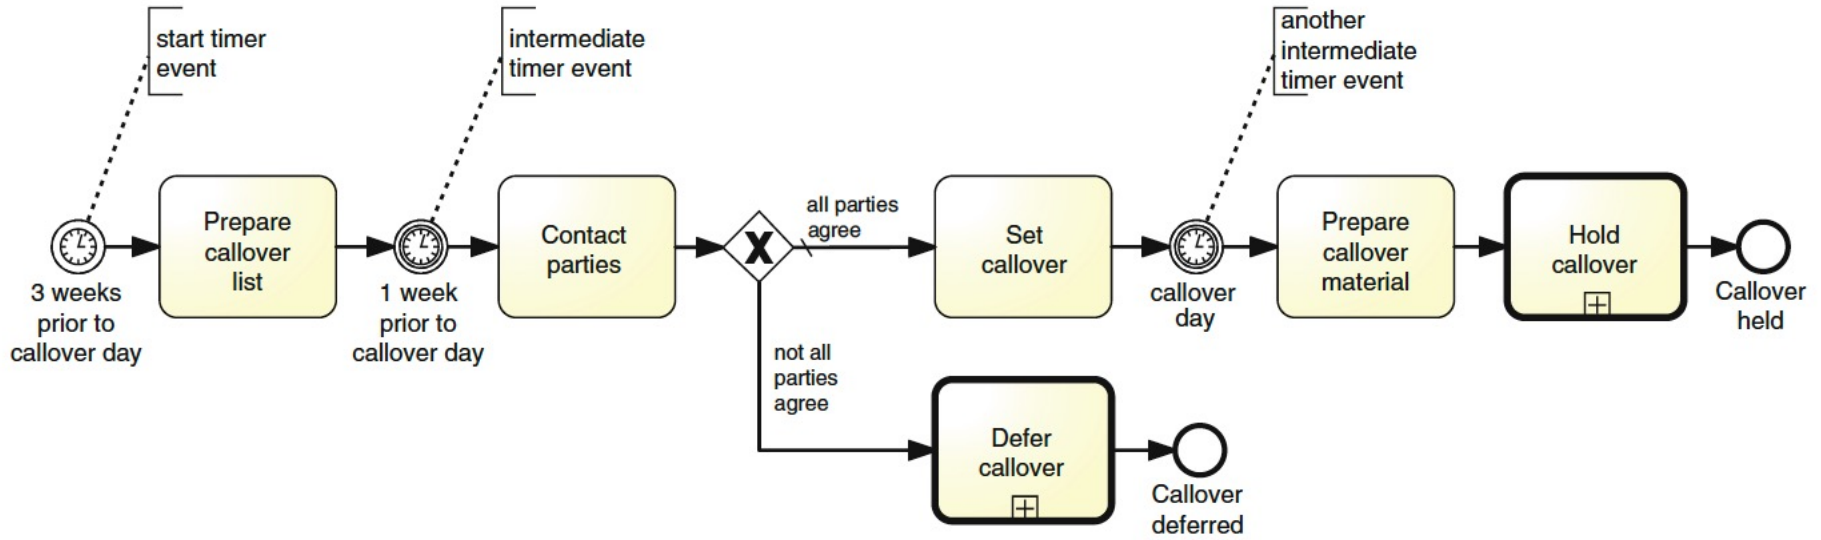 start timer
event
intermediate
timer event
another
intermediate
timer event
3 weeks
prior to
callover day
Prepare
callover
list
1 week
prior to
callover day
Contact
parties
X
all parties
agree
not all
parties
agree
Set
callover
callover
day
Prepare
callover
material
Hold
callover
Callover
held
Defer
callover
Callover
deferred